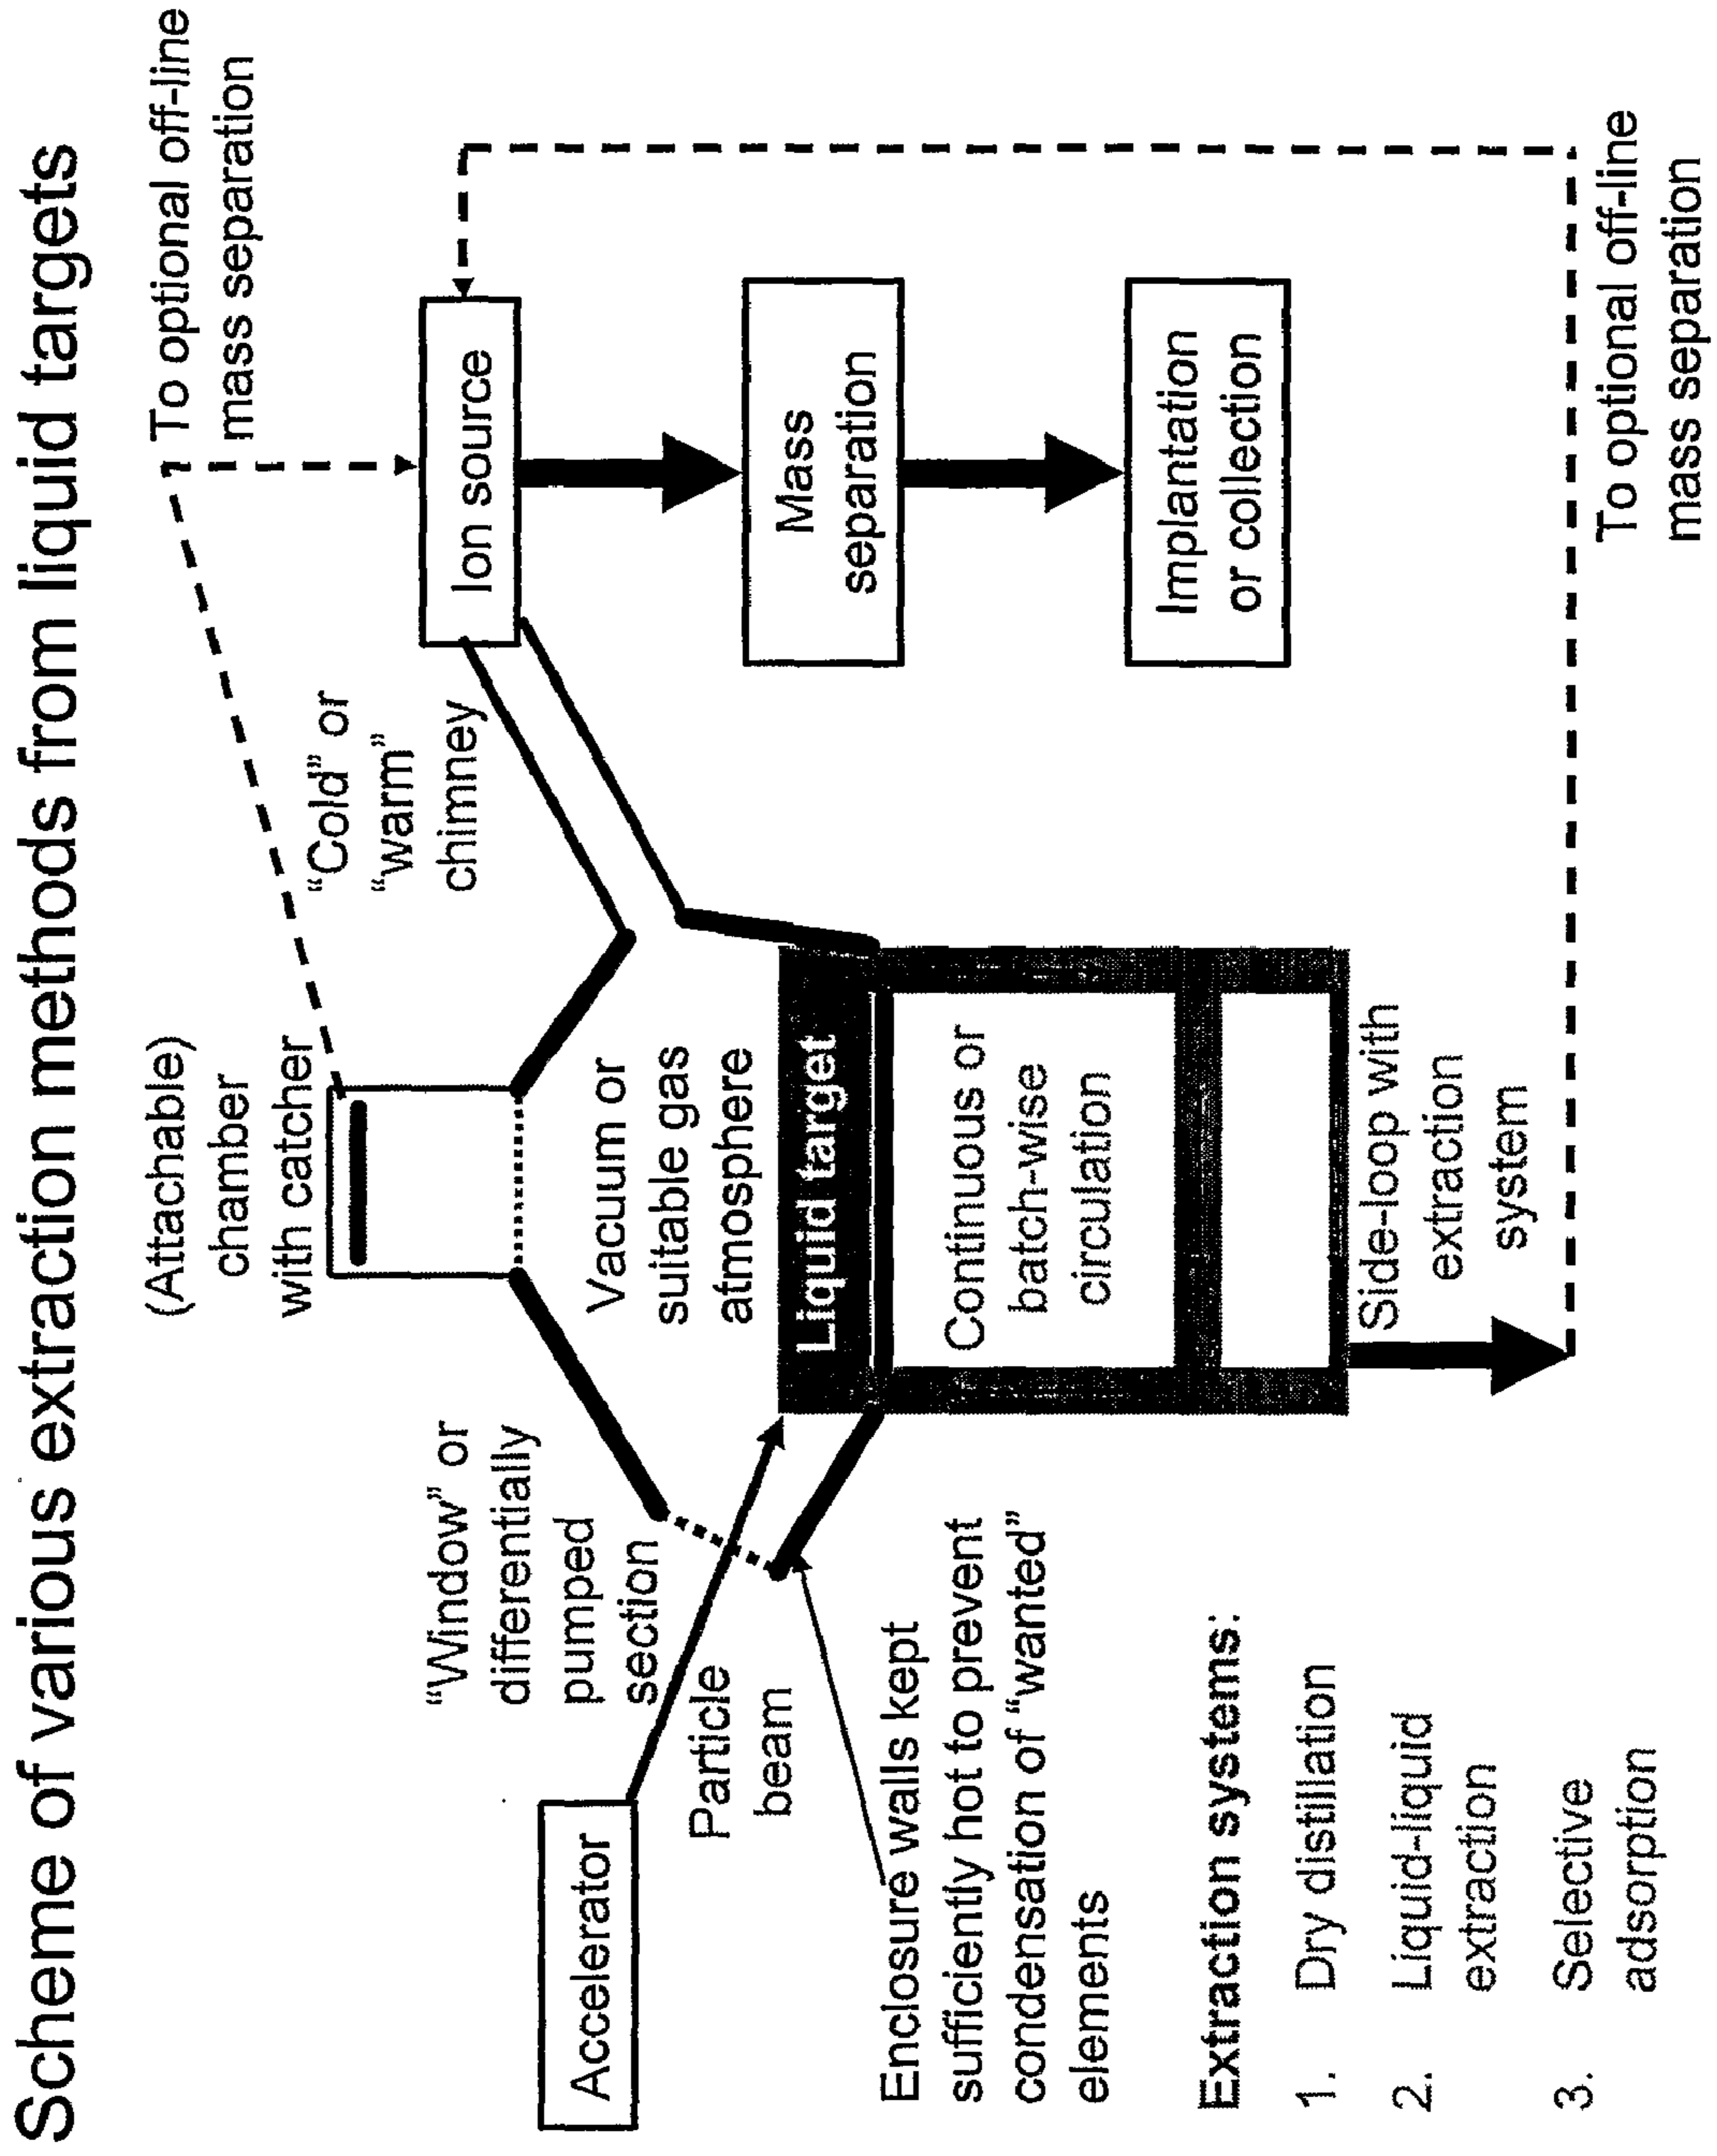 Scheme of various extraction methods from liquid targets
(Attachable)
chamber
with catcher
To optional off-line
mass separation
"Cold" or
"warm"
chimney
"Window" or
differentially
pumped
section
Accelerator
Particle
beam
Vacuum or
suitable gas
atmosphere
Ion source
Liquid target
Mass
separation
Enclosure walls kept
sufficiently hot to prevent
condensation of "wanted"
elements
Continuous or
batch-wise
circulation
Implantation
or collection
Extraction systems:
1. Dry distillation
2. Liquid-liquid
extraction
3. Selective
adsorption
Side-loop with
extraction
system
To optional off-line
mass separation